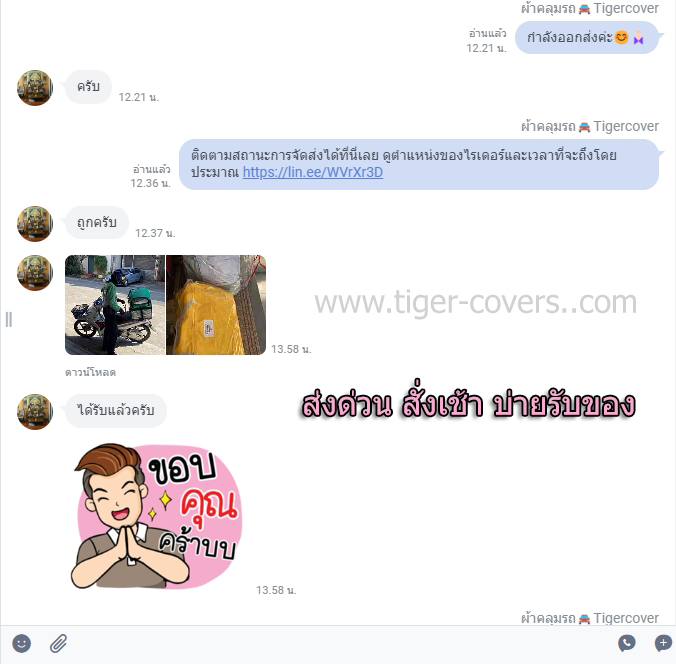 ผ้าคลุมรถ🚘 Tigercover
อ่านแล้ว
12.21 น.
กำลังออกส่งค่ะ
ครับ
12.21 น.
ผ้าคลุมรถ🚘 Tigercover
อ่านแล้ว
12.36 น.
ติดตามสถานะการจัดส่งได้ที่นี่เลย ดูตำแหน่งของไรเดอร์และเวลาที่จะถึงโดย
ประมาณ https://lin.ee/WVrXr3D
ถูกครับ
12.37 น.
www.tiger-covers..com
13.58 น.
ดาวน์โหลด
ได้รับแล้วครับ
ส่งด่วน สั่งเช้า บ่ายรับของ
ขอบ
คุณ
คร้าบบ
13.58 น.
ผ้าคลุมรถ🚘 Tigercover